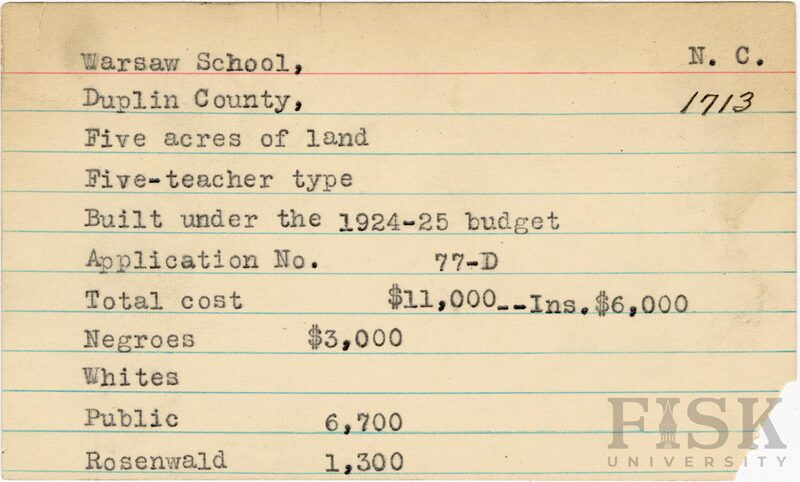 Warsaw School, N. C.
Duplin County, 1713
Five acres of land
Five-teacher type
Built under the 1924-25 budget
Application No. 77-D
Total cost $11,000--Ins.$6,000
Negroes $3,000
Whites
Public 6,700
Rosenwald 1,300
FISK
UNIVERSITY